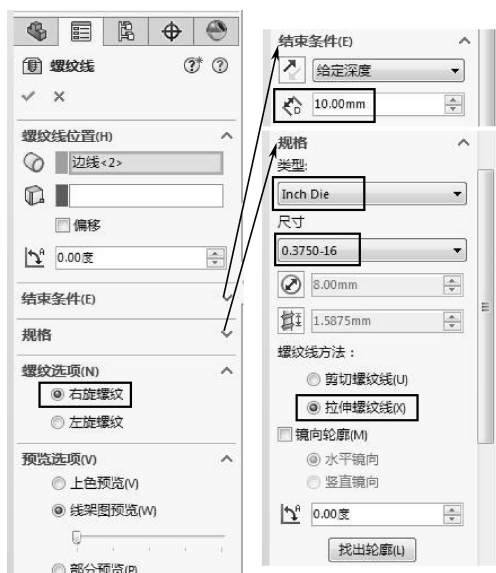 螺纹线
螺纹线位置(H)
边线<2>
偏移
0.00度
结束条件(E)
规格
螺纹选项(N)
右旋螺纹
左旋螺纹
预览选项(V)
上色预览(V)
线架图预览(W)
部分预览(P)
结束条件(E)
给定深度
10.00mm
规格
类型:
Inch Die
尺寸
0.3750-16
8.00mm
1.5875mm
螺纹线方法：
剪切螺纹线(U)
拉伸螺纹线(X)
镜向轮廓(M)
水平镜向
竖直镜向
0.00度
找出轮廓(L)